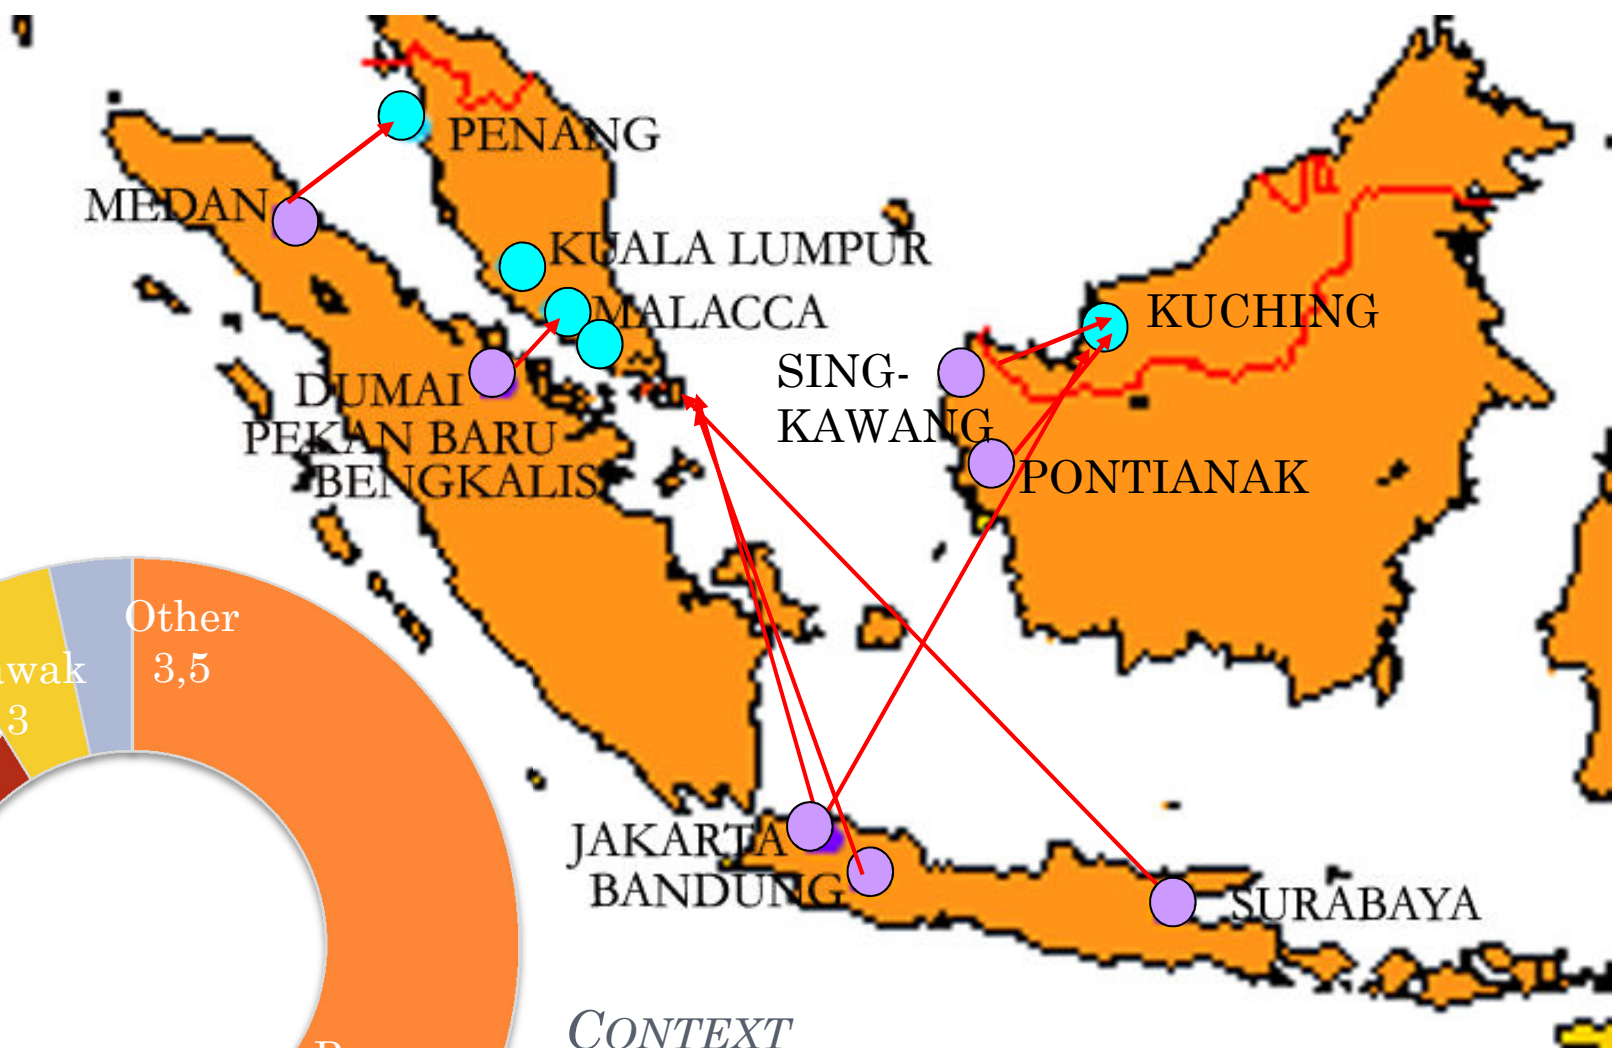 PENANG
MEDAN
KUALA LUMPUR
MALACCA
KUCHING
SING-
KAWANG
DUMAI
PEKAN BARU
BENGKALIS
PONTIANAK
Other
3,5
3
JAKARTA
BANDUNG
SURABAYA
CONTEXT